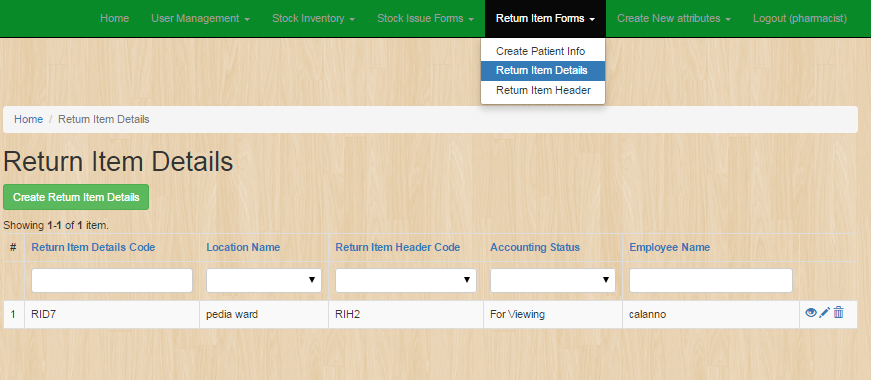 Home User Management Stock Inventory Stock Issue Forms Return Item Forms Create New attributes Logout (pharmacist)
Create Patient Info
Return Item Details
Return Item Header
Home / Return Item Details
Return Item Details
Create Return Item Details
Showing 1-1 of 1 item.
# Return Item Details Code Location Name Return Item Header Code Accounting Status Employee Name
1 RID7 pedia ward RIH2 For Viewing calanno